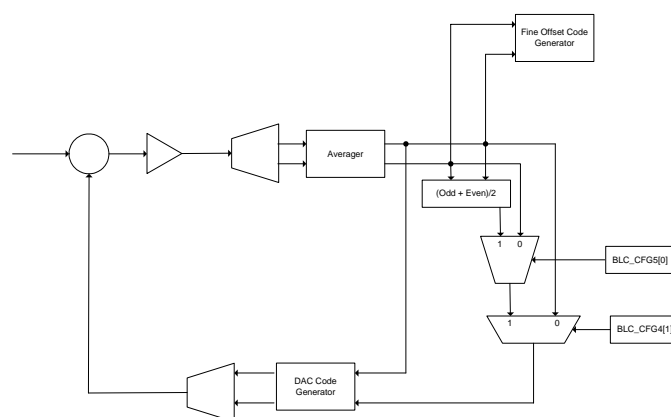 Fine Offset Code
Generator
Averager
(Odd + Even)/2
1 0
BLC_CFG5[0]
1 0
BLC_CFG4[1]
DAC Code
Generator